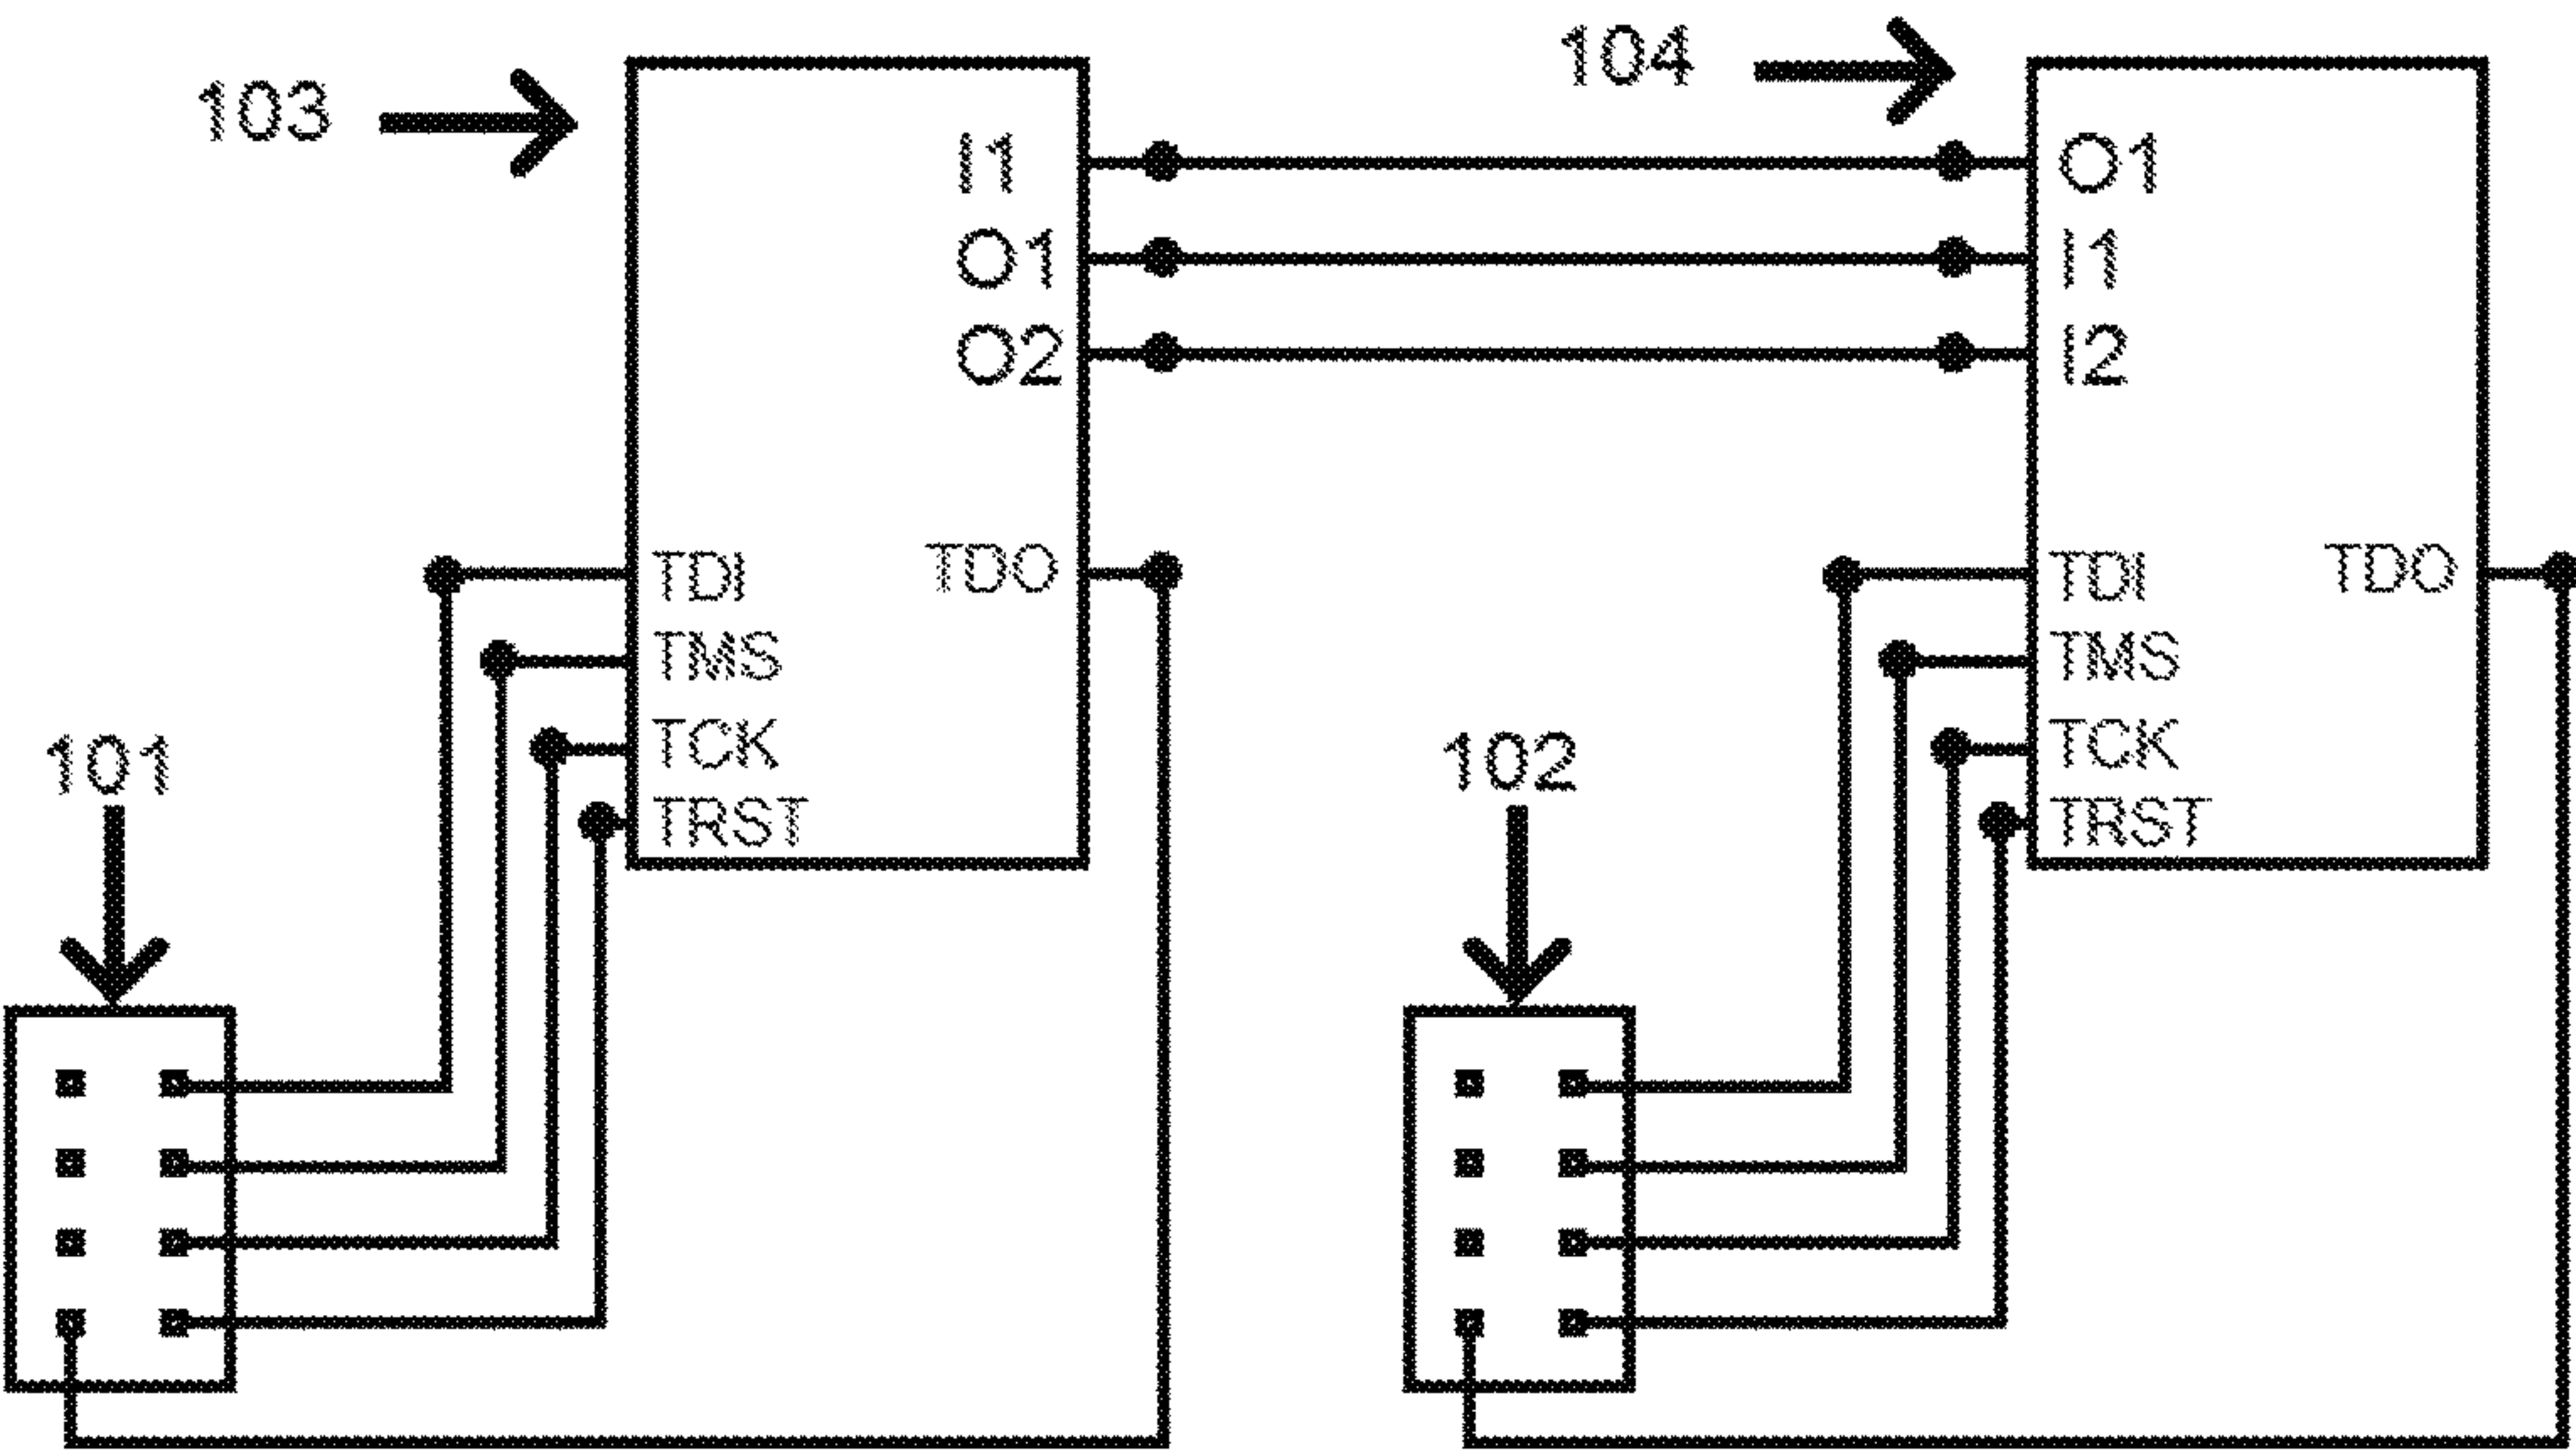 103
I1
O1
O2
TDI
TDO
TMS
TCK
TRST
101
104
O1
I1
I2
TDI
TDO
TMS
TCK
TRST
102